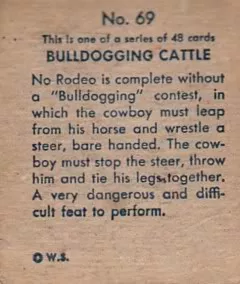 No. 69
This is one of a series of 48 cards
BULLDOGGING CATTLE
No Rodeo is complete without
a "Bulldogging" contest, in
which the cowboy must leap
from his horse and wrestle a
steer, bare handed. The cow-
boy must stop the steer, throw
him and tie his legs together.
A very dangerous and diffi-
cult feat to perform.
© W.S.